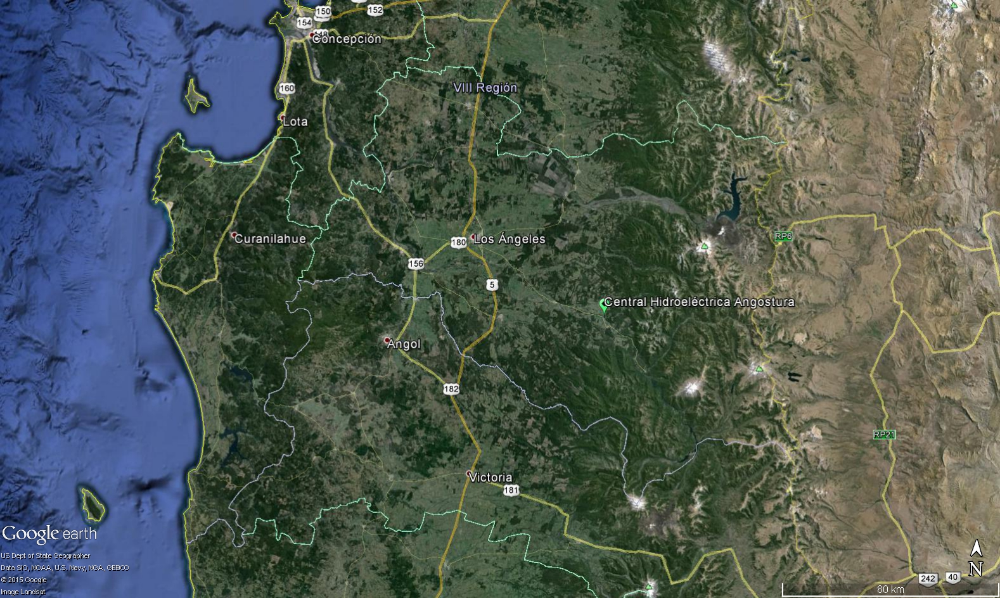 150
152
154
148
Concepción
VIII Región
160
Lota
RP6
Curanilahue
180
Los Ángeles
156
5
Central Hidroeléctrica Angostura
Angol
182
RP21
Victoria
181
Google earth
US Dept of State Geographer
Data SIO, NOAA, U.S. Navy, NGA, GEBCO
© 2015 Google
Image Landsat
N
242
40
80 km